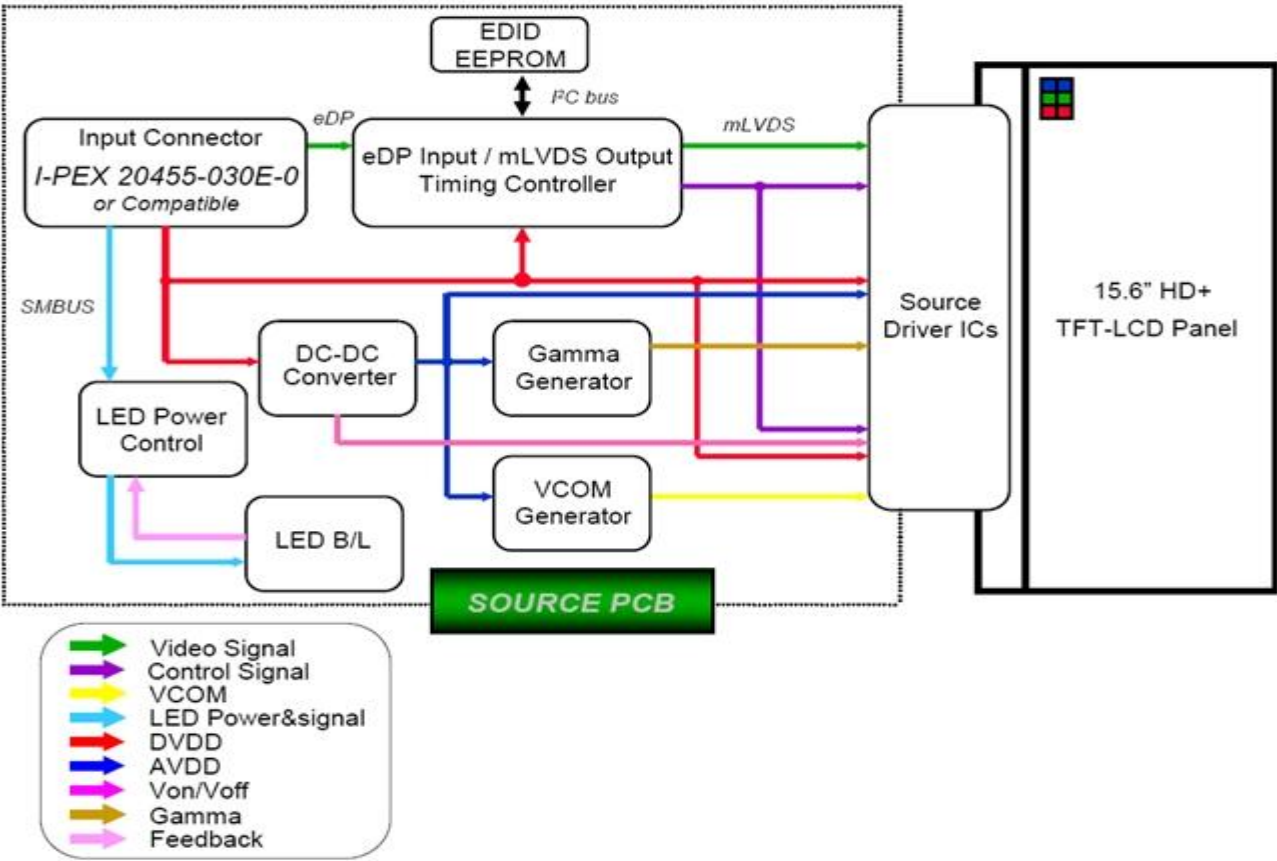 EDID
EEPROM
I²C bus
eDP
mLVDS
Input Connector
I-PEX 20455-030E-0
or Compatible
eDP Input / mLVDS Output
Timing Controller
SMBUS
Source
Driver ICs
15.6” HD+
TFT-LCD Panel
DC-DC
Converter
Gamma
Generator
LED Power
Control
VCOM
Generator
LED B/L
SOURCE PCB
Video Signal
Control Signal
VCOM
LED Power&signal
DVDD
AVDD
Von/Voff
Gamma
Feedback